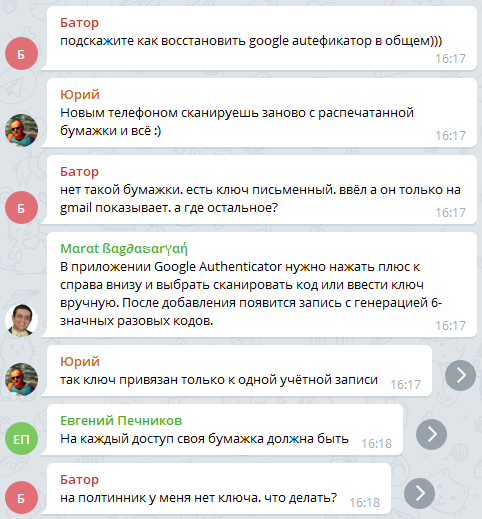 Батор
подскажите как восстановить google auteфикатор в общем)))
16:17
Б
Юрий
Новым телефоном сканируешь заново с распечатанной
бумажки и всё :)
16:17
Батор
нет такой бумажки. есть ключ письменный. ввёл а он только на
gmail показывает. а где остальное?
16:17
Б
Mαrαt ßαg∂αsαrγαή
В приложении Google Authenticator нужно нажать плюс к
справа внизу и выбрать сканировать код или ввести ключ
вручную. После добавления появится запись с генерацией 6-
значных разовых кодов.
16:17
Юрий
так ключ привязан только к одной учётной записи
16:17
Евгений Печников
На каждый доступ своя бумажка должна быть
16:18
ЕП
Батор
на полтинник у меня нет ключа. что делать?
16:18
Б